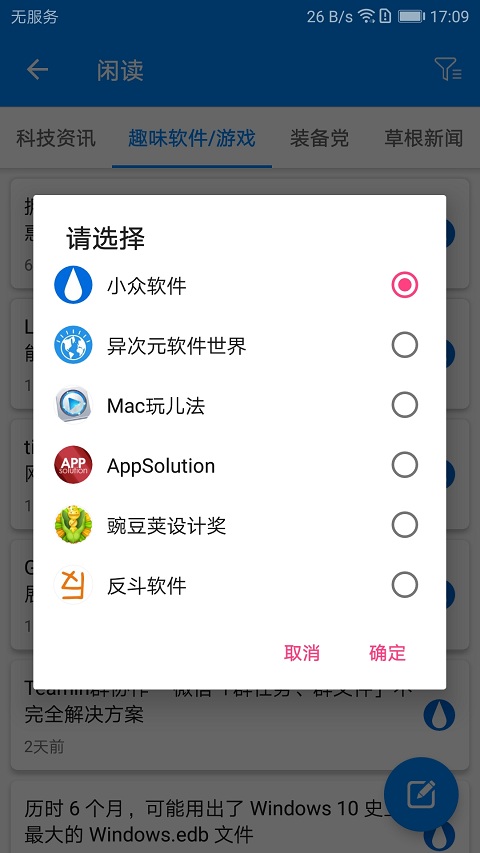 无服务
26 B/s
17:09
闲读
科技资讯
趣味软件/游戏
装备党
草根新闻
请选择
小众软件
异次元软件世界
Mac玩儿法
APP
solution
AppSolution
豌豆荚设计奖
反斗软件
取消
确定
完全解决方案
2天前
历时 6 个月，可能用出了 Windows 10 史上
最大的 Windows.edb 文件